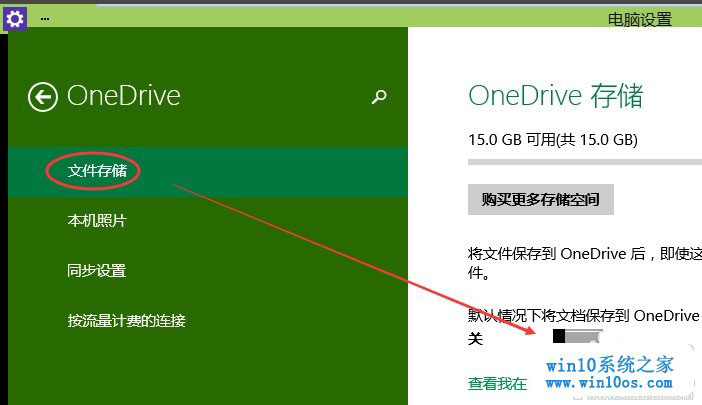 ...
电脑设置
OneDrive
文件存储
本机照片
同步设置
按流量计费的连接
OneDrive 存储
15.0 GB 可用(共 15.0 GB)
购买更多存储空间
将文件保存到 OneDrive 后，即使这
件。
默认情况下将文档保存到 OneDrive
关
查看我在
win10系统之家
www.win10os.com